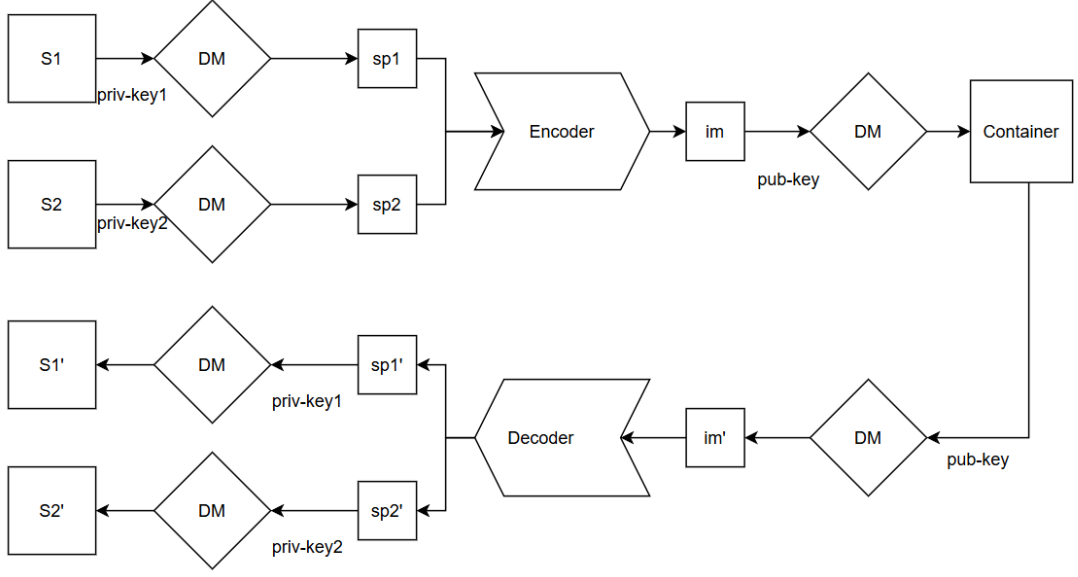 S1
priv-key1
DM
sp1
S2
priv-key2
DM
sp2
Encoder
im
pub-key
DM
Container
S1'
DM
priv-key1
sp1'
S2'
DM
priv-key2
sp2'
Decoder
im'
DM
pub-key